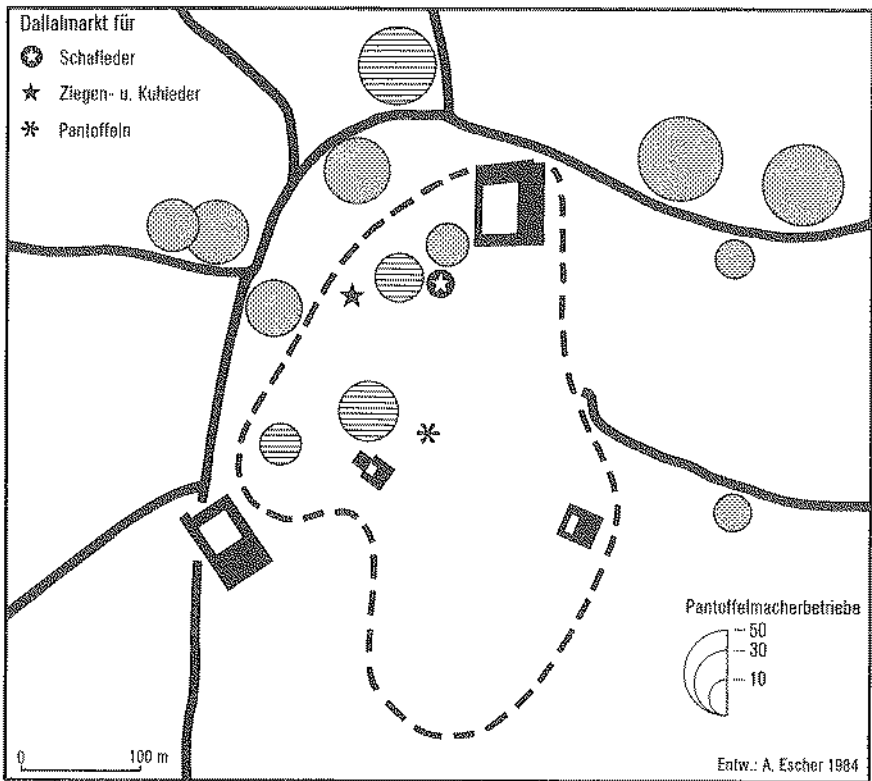 Dallalmarkt für
Schafleder
Ziegen- u. Kuhleder
Pantoffeln
Pantoffelmacherbetriebe
50
30
10
0 100 m
Entw.: A. Escher 1984